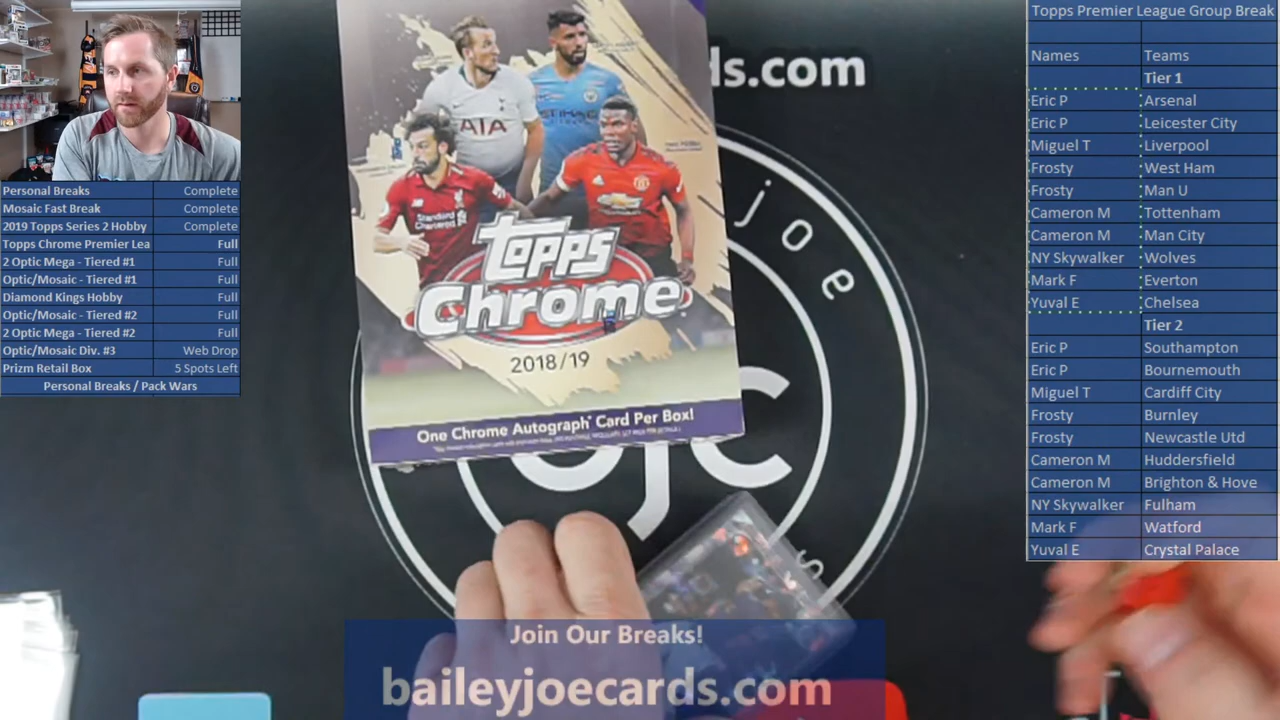 Personal Breaks Complete
Mosaic Fast Break Complete
2019 Topps Series 2 Hobby Complete
Topps Chrome Premier Lea Full
2 Optic Mega - Tiered #1 Full
Optic/Mosaic - Tiered #1 Full
Diamond Kings Hobby Full
Optic/Mosaic - Tiered #2 Full
2 Optic Mega - Tiered #2 Full
Optic/Mosaic Div. #3 Web Drop
Prizm Retail Box 5 Spots Left
Personal Breaks / Pack Wars
ds.com
AIA
Standard
Chartered
CHEVROLET
Topps
Chrome
2018/19
One Chrome Autograph* Card Per Box!
joe
ojc
s
Join Our Breaks!
baileyjoecards.com
Topps Premier League Group Break
Names Teams
Tier 1
Eric P Arsenal
Eric P Leicester City
Miguel T Liverpool
Frosty West Ham
Frosty Man U
Cameron M Tottenham
Cameron M Man City
NY Skywalker Wolves
Mark F Everton
Yuval E Chelsea
Tier 2
Eric P Southampton
Eric P Bournemouth
Miguel T Cardiff City
Frosty Burnley
Frosty Newcastle Utd
Cameron M Huddersfield
Cameron M Brighton & Hove
NY Skywalker Fulham
Mark F Watford
Yuval E Crystal Palace